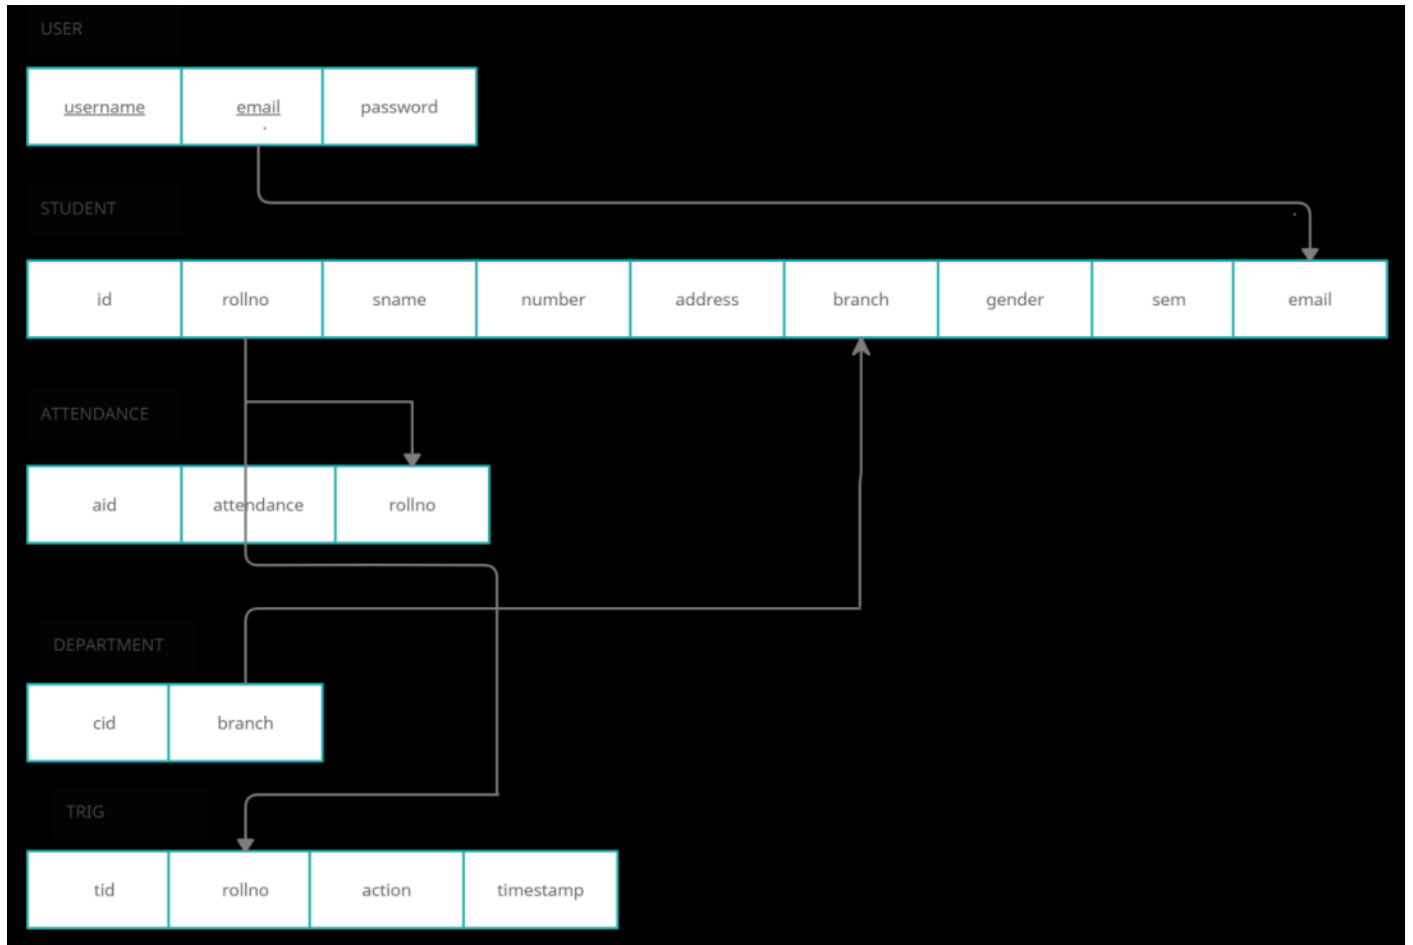 USER
username email password
STUDENT
id rollno sname number address branch gender sem email
ATTENDANCE
aid attendance rollno
DEPARTMENT
cid branch
TRIG
tid rollno action timestamp